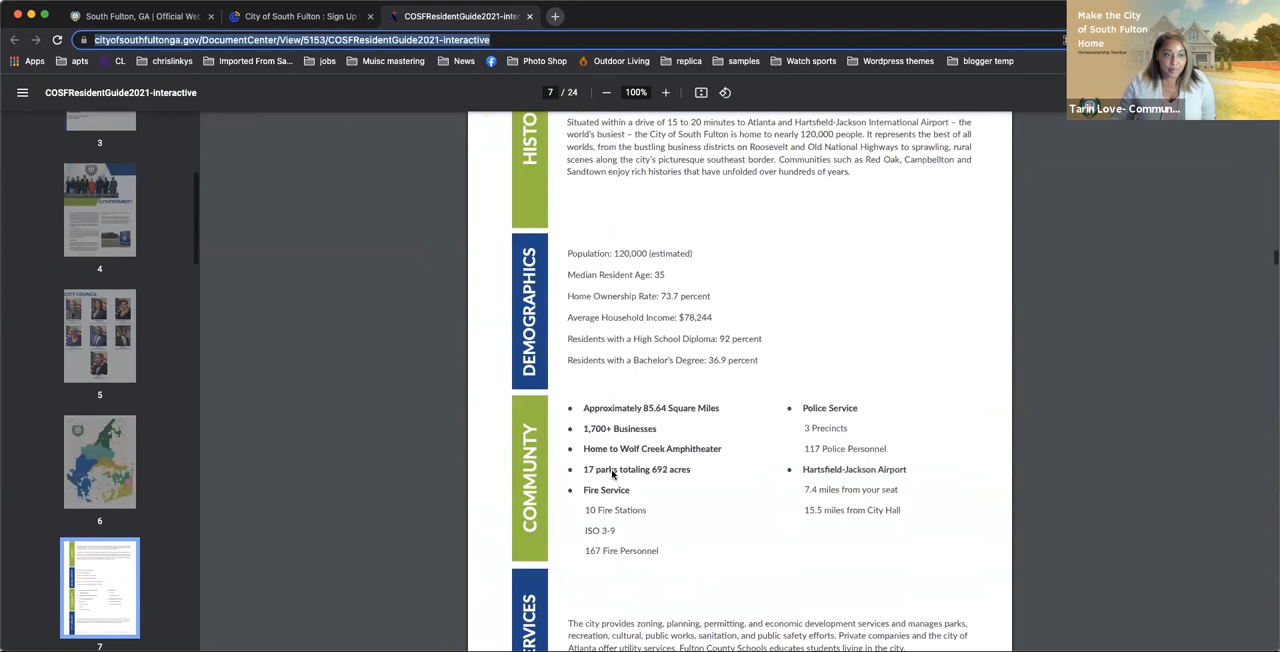 South Fulton, GA | Official Web
City of South Fulton : Sign Up
COSFResidentGuide2021-inter
cityofsouthfultonga.gov/DocumentCenter/View/5153/COSFResidentGuide2021-interactive
Apps
apts
CL
chrislinkys
Imported From Sa...
jobs
Muisc mastering
News
Photo Shop
Outdoor Living
replica
samples
Watch sports
Wordpress themes
blogger temp
COSFResidentGuide2021-interactive
7 / 24
100%
Make the City
of South Fulton
Home
Homeownership Seminar
Tarin Love- Commun...
3
GOVERNMENT
4
CITY COUNCIL
5
6
7
HISTO
Situated within a drive of 15 to 20 minutes to Atlanta and Hartsfield-Jackson International Airport – the
world's busiest – the City of South Fulton is home to nearly 120,000 people. It represents the best of all
worlds, from the bustling business districts on Roosevelt and Old National Highways to sprawling, rural
scenes along the city's picturesque southeast border. Communities such as Red Oak, Campbellton and
Sandtown enjoy rich histories that have unfolded over hundreds of years.
DEMOGRAPHICS
Population: 120,000 (estimated)
Median Resident Age: 35
Home Ownership Rate: 73.7 percent
Average Household Income: $78,244
Residents with a High School Diploma: 92 percent
Residents with a Bachelor's Degree: 36.9 percent
COMMUNTY
• Approximately 85.64 Square Miles
• 1,700+ Businesses
• Home to Wolf Creek Amphitheater
• 17 parks totaling 692 acres
• Fire Service
10 Fire Stations
ISO 3-9
167 Fire Personnel
• Police Service
3 Precincts
117 Police Personnel
• Hartsfield-Jackson Airport
7.4 miles from your seat
15.5 miles from City Hall
RVICES
The city provides zoning, planning, permitting, and economic development services and manages parks,
recreation, cultural, public works, sanitation, and public safety efforts. Private companies and the city of
Atlanta offer utility services. Fulton County Schools educates students living in the city.